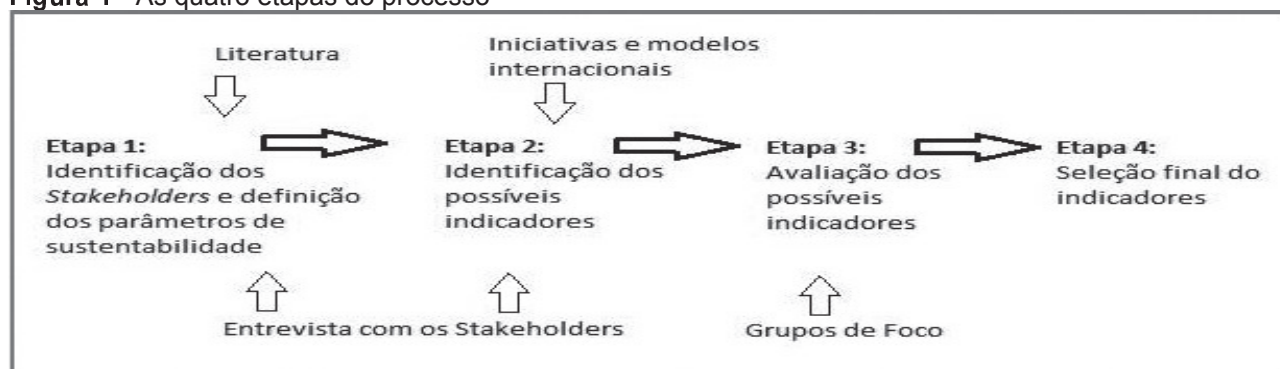 Figura 1 - As quatro etapas do processo
Literatura
Iniciativas e modelos
internacionais
Etapa 1:
Identificação dos
Stakeholders e definição
dos parâmetros de
sustentabilidade
Etapa 2:
Identificação dos
possíveis
indicadores
Etapa 3:
Avaliação dos
possíveis
indicadores
Etapa 4:
Seleção final do
indicadores
Entrevista com os Stakeholders
Grupos de Foco